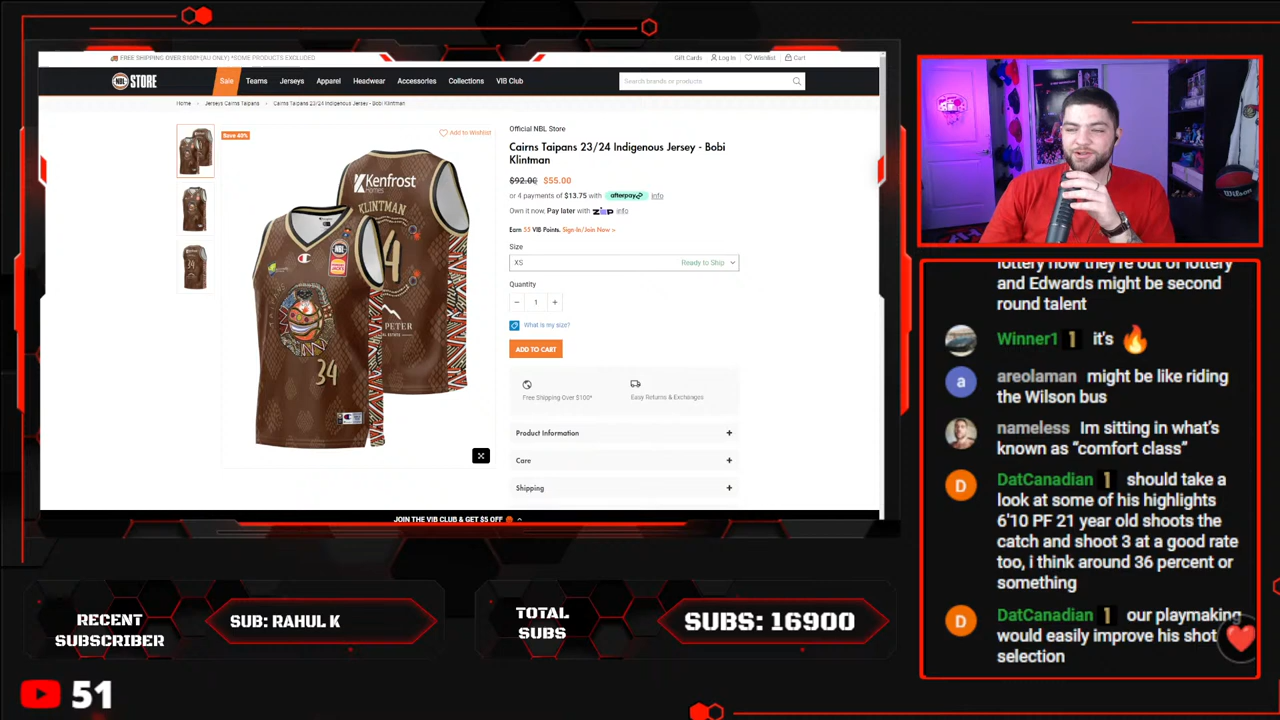 FREE SHIPPING OVER $100* (AU ONLY) *SOME PRODUCTS EXCLUDED
Gift Cards Log In Wishlist Cart
NBL STORE
Sale Teams Jerseys Apparel Headwear Accessories Collections VIB Club
Search brands or products
Home > Jerseys Cairns Taipans > Cairns Taipans 23/24 Indigenous Jersey - Bobi Klintman
Save 40%
Add to Wishlist
Kenfrost
HOMES
KLINTMAN
4
NBL
PETER
34
Official NBL Store
Cairns Taipans 23/24 Indigenous Jersey - Bobi
Klintman
$92.00 $55.00
or 4 payments of $13.75 with afterpay info
Own it now, Pay later with zip info
Earn 55 VIB Points. Sign-In/Join Now >
Size
XS Ready to Ship
Quantity
− 1 +
What is my size?
ADD TO CART
Free Shipping Over $100*
Easy Returns & Exchanges
Product Information +
Care +
Shipping +
JOIN THE VIB CLUB & GET $5 OFF
Wilson
lottery now they're out of lottery
and Edwards might be second
round talent
Winner1 1 it's 🔥
a areolaman might be like riding
the Wilson bus
nameless Im sitting in what's
known as “comfort class”
D DatCanadian 1 should take a
look at some of his highlights
6'10 PF 21 year old shoots the
catch and shoot 3 at a good rate
too, i think around 36 percent or
something
D DatCanadian 1 our playmaking
would easily improve his shot
selection
RECENT
SUBSCRIBER
SUB: RAHUL K
TOTAL
SUBS
SUBS: 16900
51